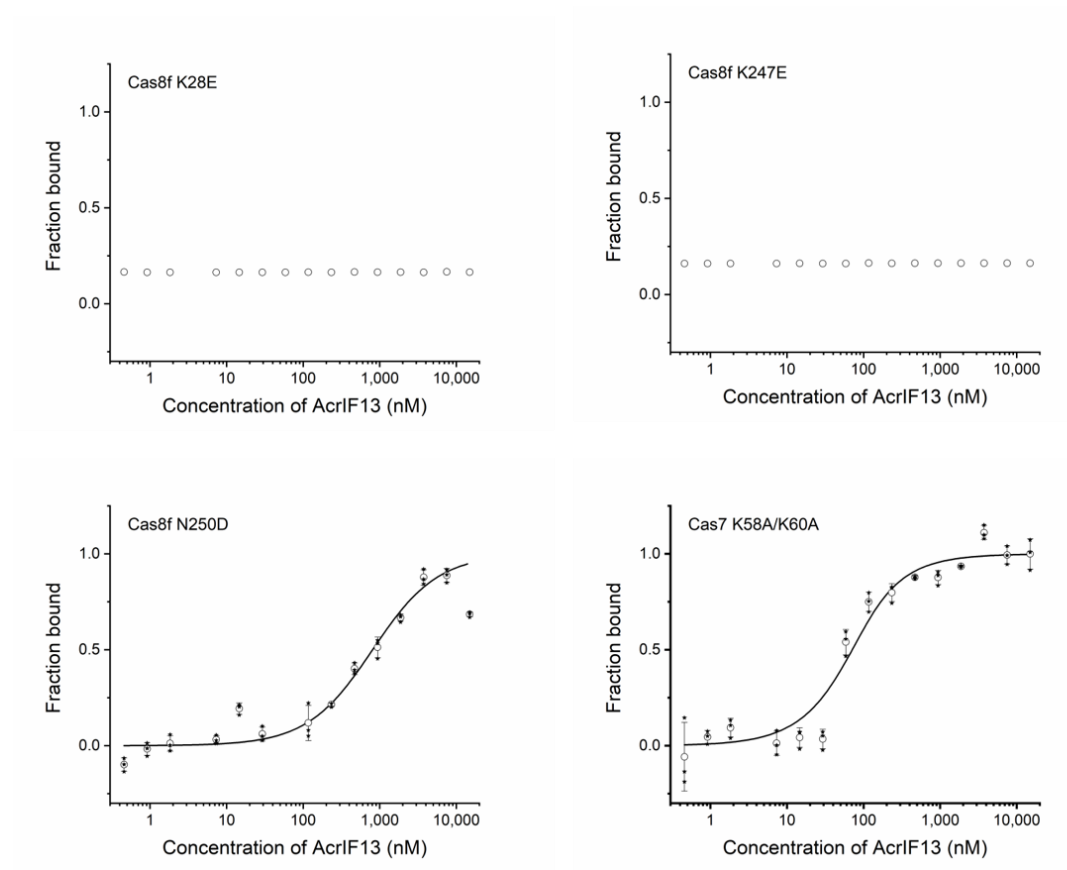 Cas8f K28E
1.0
0.5
0.0
Fraction bound
1 10 100 1,000 10,000
Concentration of AcrIF13 (nM)
Cas8f K247E
1.0
0.5
0.0
Fraction bound
1 10 100 1,000 10,000
Concentration of AcrIF13 (nM)
Cas8f N250D
1.0
0.5
0.0
Fraction bound
1 10 100 1,000 10,000
Concentration of AcrIF13 (nM)
Cas7 K58A/K60A
1.0
0.5
0.0
Fraction bound
1 10 100 1,000 10,000
Concentration of AcrIF13 (nM)